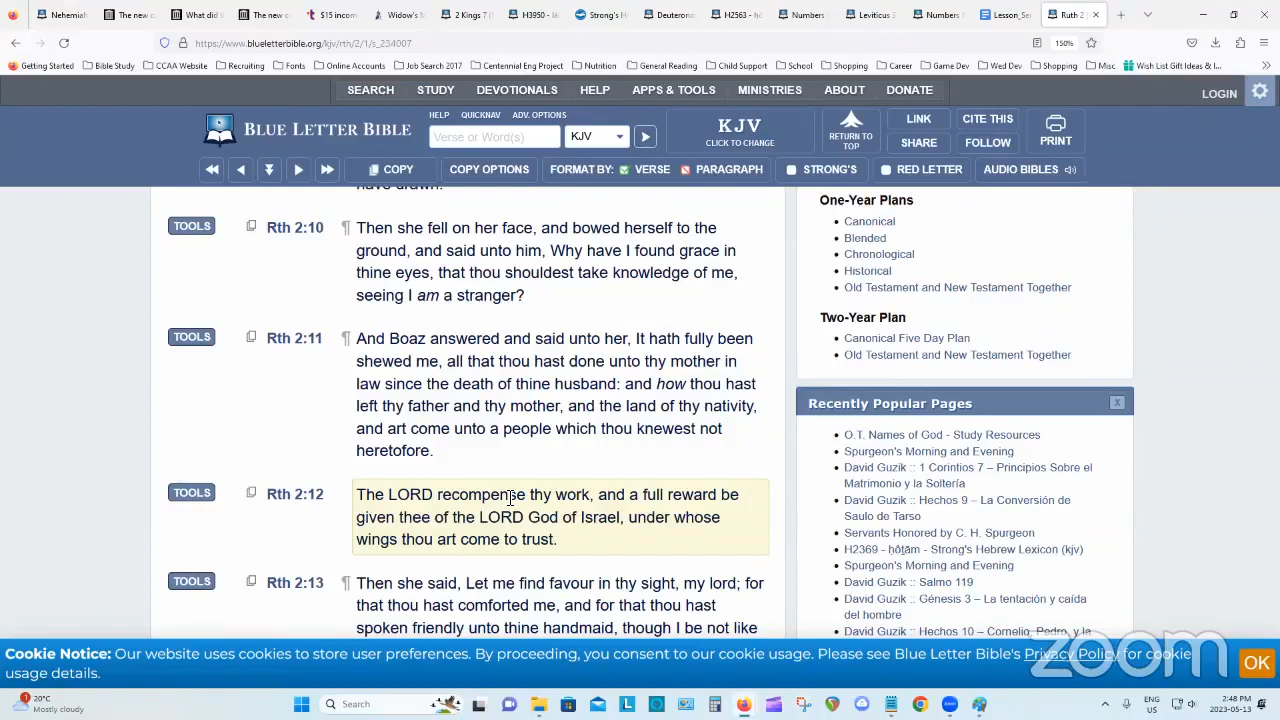 Nehemiah
The new c
What did i
The new c
$15 incom
Widow's M
2 Kings 7 (
H3950 - l
Strong's H
Deuterono
H2563 - ḥō
Numbers
Leviticus 3
Numbers 1
Lesson_Ser
Ruth 2
https://www.blueletterbible.org/kjv/rth/2/1/s_234007
150%
Getting Started
Bible Study
CCAA Website
Recruiting
Fonts
Online Accounts
Job Search 2017
Centennial Eng Project
Nutrition
General Reading
Child Support
School
Shopping
Career
Game Dev
Wed Dev
Shopping
Misc
Wish List Gift Ideas & I...
SEARCH STUDY DEVOTIONALS HELP APPS & TOOLS MINISTRIES ABOUT DONATE
LOGIN
BLUE LETTER BIBLE
HELP QUICKNAV ADV. OPTIONS
Verse or Word(s)
KJV
KJV
CLICK TO CHANGE
RETURN TO
TOP
LINK
CITE THIS
SHARE
FOLLOW
PRINT
COPY
COPY OPTIONS
FORMAT BY: VERSE PARAGRAPH
STRONG'S
RED LETTER
AUDIO BIBLES
have drawn.
TOOLS
Rth 2:10
¶ Then she fell on her face, and bowed herself to the
ground, and said unto him, Why have I found grace in
thine eyes, that thou shouldest take knowledge of me,
seeing I am a stranger?
TOOLS
Rth 2:11
¶ And Boaz answered and said unto her, It hath fully been
shewed me, all that thou hast done unto thy mother in
law since the death of thine husband: and how thou hast
left thy father and thy mother, and the land of thy nativity,
and art come unto a people which thou knewest not
heretofore.
TOOLS
Rth 2:12
The LORD recompense thy work, and a full reward be
given thee of the LORD God of Israel, under whose
wings thou art come to trust.
TOOLS
Rth 2:13
¶ Then she said, Let me find favour in thy sight, my lord; for
for that thou hast comforted me, and for that thou hast
spoken friendly unto thine handmaid, though I be not like
One-Year Plans
Canonical
Blended
Chronological
Historical
Old Testament and New Testament Together
Two-Year Plan
Canonical Five Day Plan
Old Testament and New Testament Together
Recently Popular Pages
X
O.T. Names of God - Study Resources
Spurgeon's Morning and Evening
David Guzik :: 1 Corintios 7 – Principios Sobre el
Matrimonio y la Soltería
David Guzik :: Hechos 9 – La Conversión de
Saulo de Tarso
Servants Honored by C. H. Spurgeon
H2369 - ḥôṯām - Strong's Hebrew Lexicon (kjv)
Spurgeon's Morning and Evening
David Guzik :: Salmo 119
David Guzik :: Génesis 3 – La tentación y caída
del hombre
David Guzik :: Hechos 10 – Cornelio, Pedro, y la
Cookie Notice: Our website uses cookies to store user preferences. By proceeding, you consent to our cookie usage. Please see Blue Letter Bible's Privacy Policy for cookie
usage details.
OK
zoom
20°C
Mostly cloudy
Search
ENG
US
2:48 PM
2023-05-13